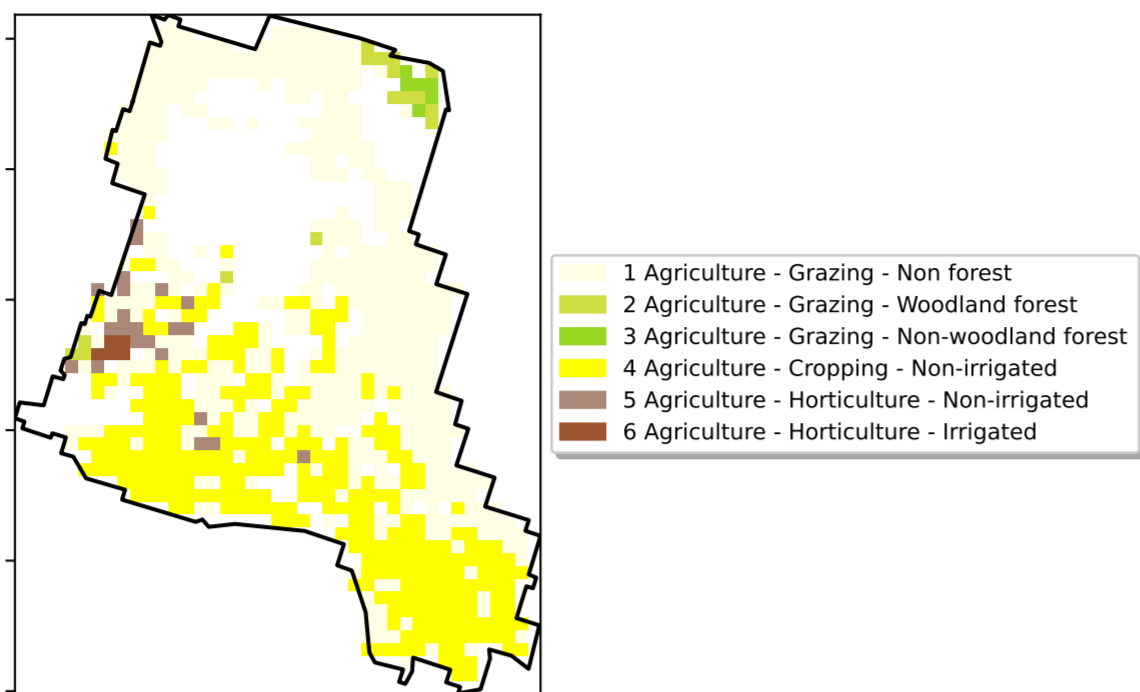 1 Agriculture - Grazing - Non forest
2 Agriculture - Grazing - Woodland forest
3 Agriculture - Grazing - Non-woodland forest
4 Agriculture - Cropping - Non-irrigated
5 Agriculture - Horticulture - Non-irrigated
6 Agriculture - Horticulture - Irrigated